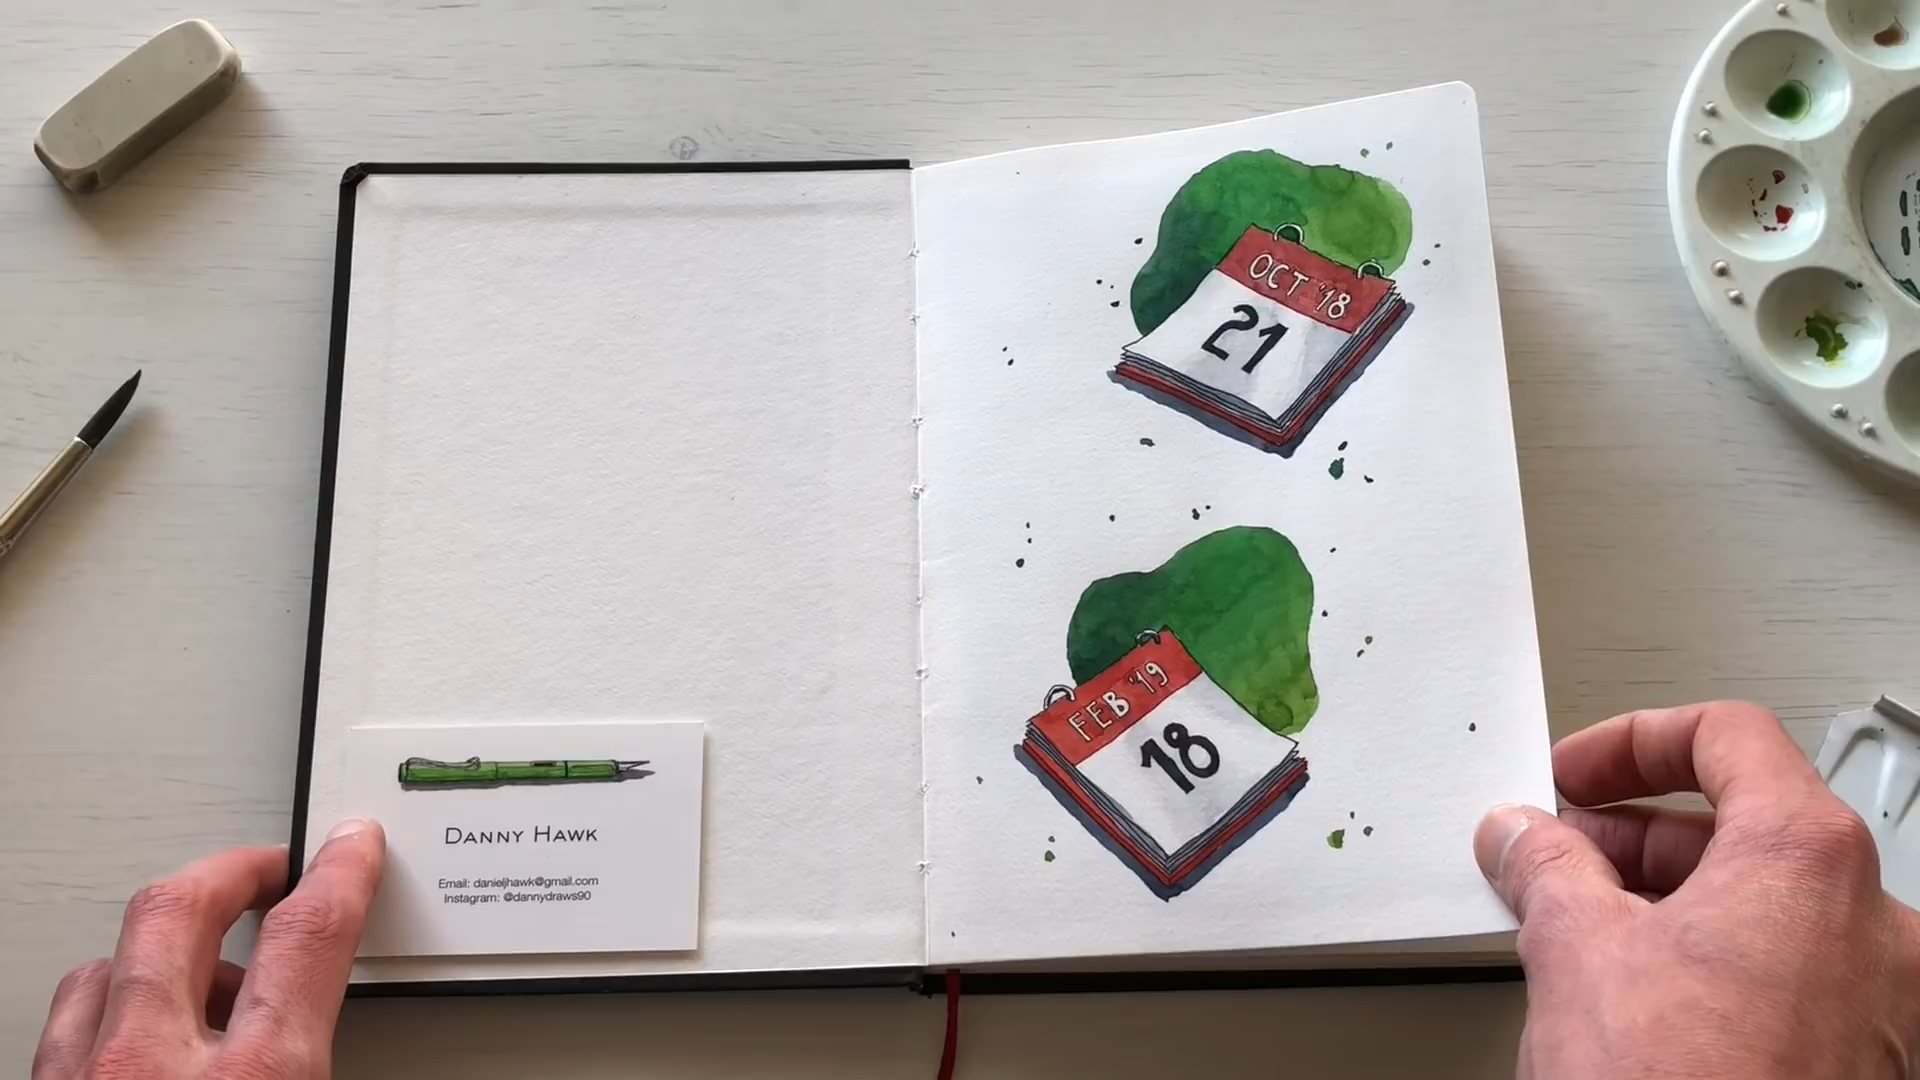 DANNY HAWK
Email: danieljhawk@gmail.com
Instagram: @dannydraws90
OCT '18
21
FEB '19
18